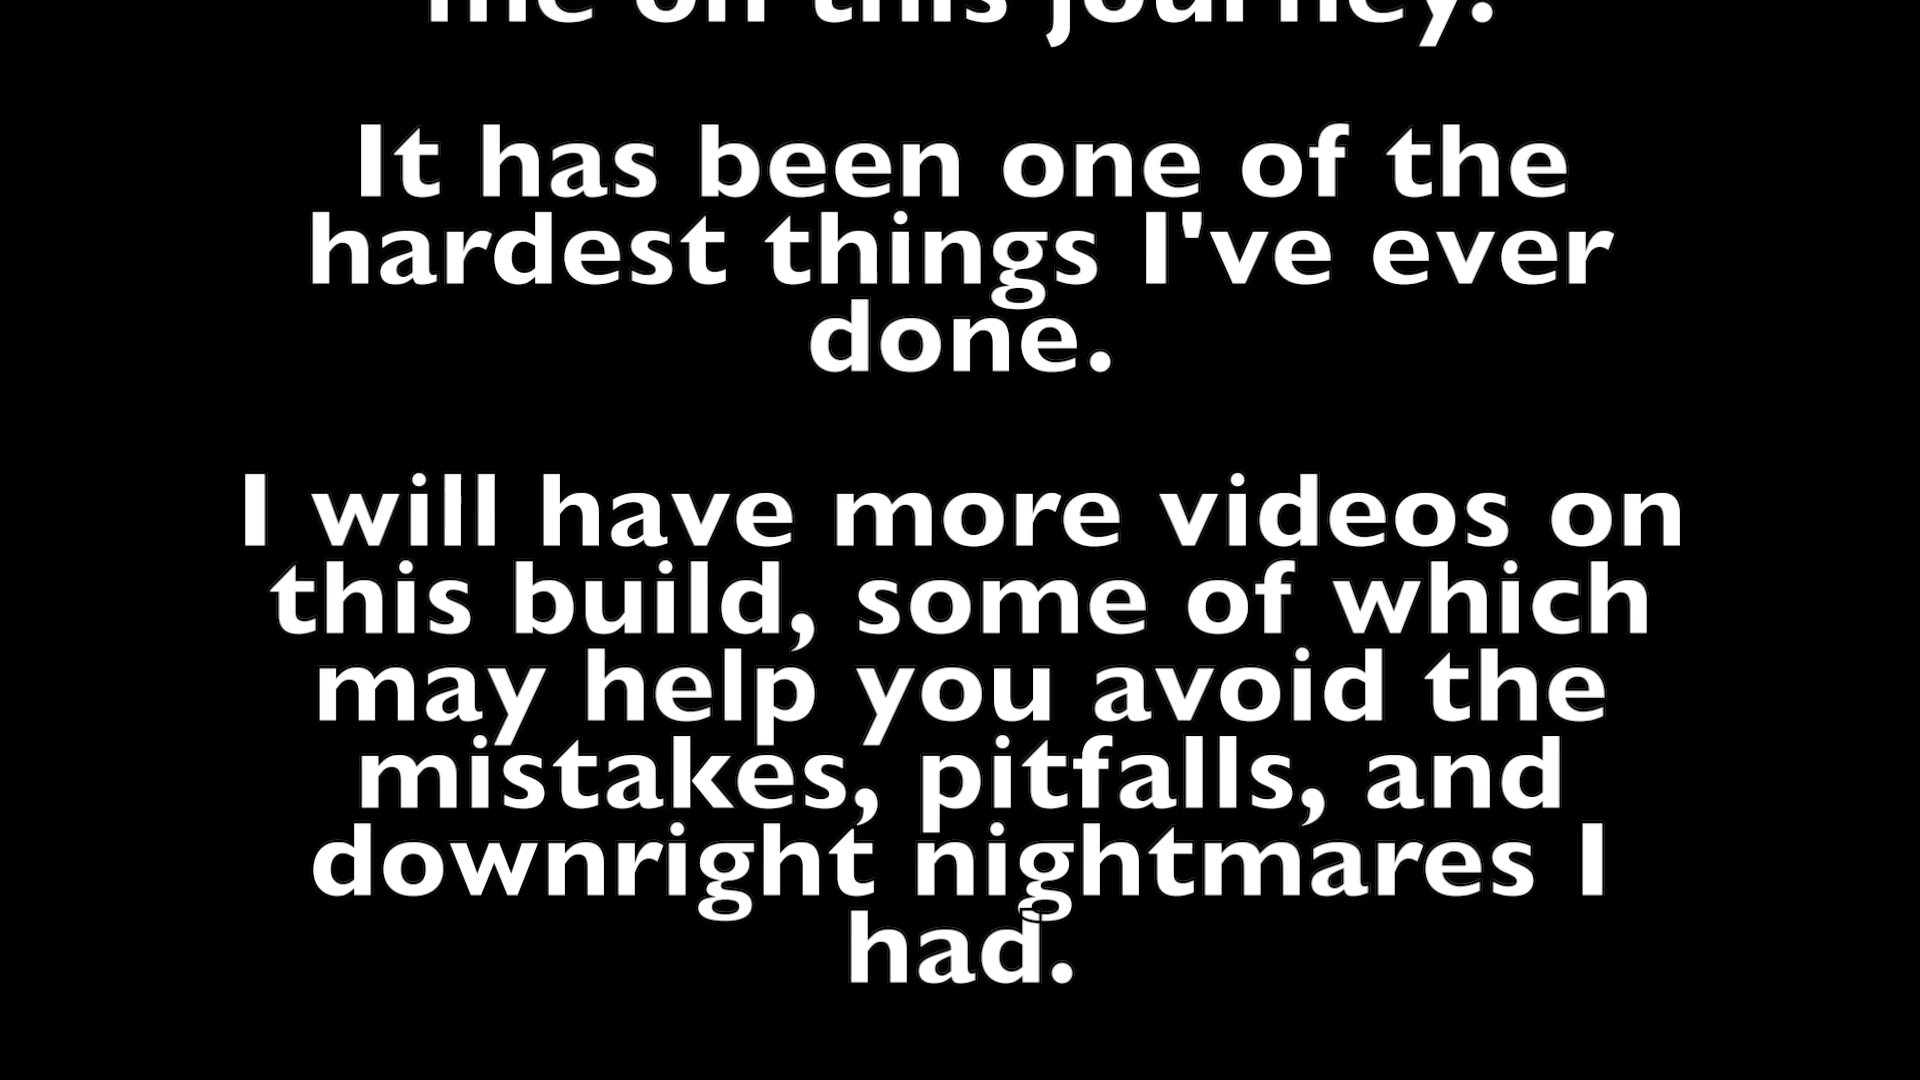 me on this journey.
It has been one of the
hardest things I've ever
done.
I will have more videos on
this build, some of which
may help you avoid the
mistakes, pitfalls, and
downright nightmares I
had.